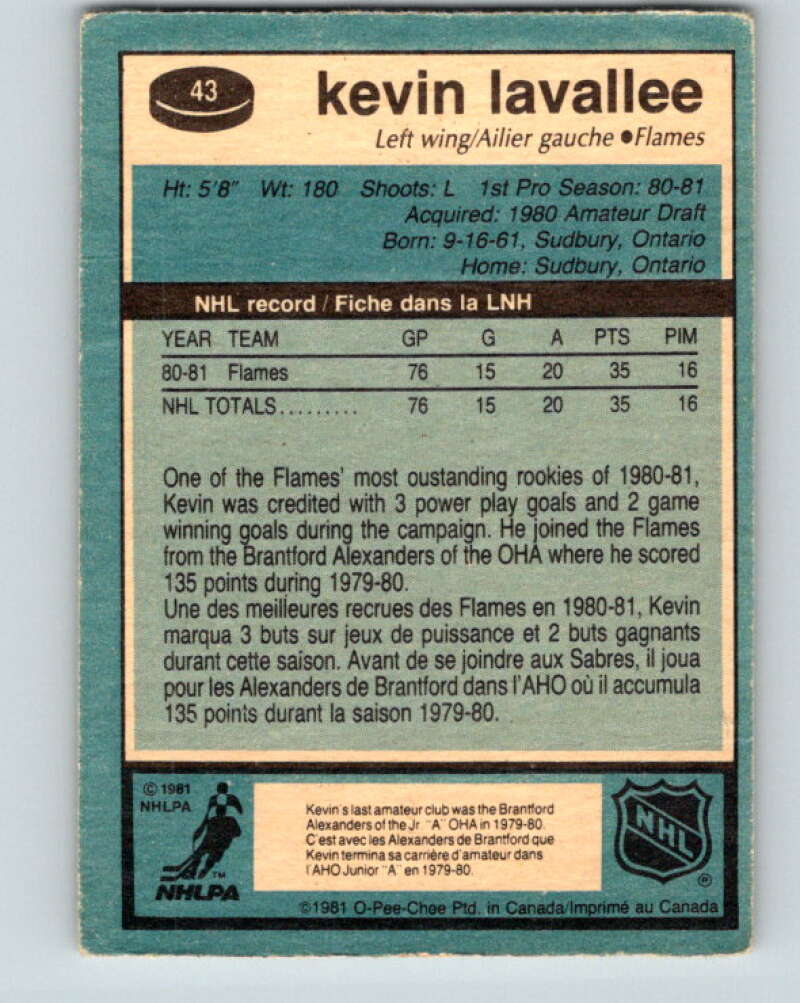 43
kevin lavallee
Left wing/Ailier gauche ●Flames
Ht: 5'8" Wt: 180 Shoots: L 1st Pro Season: 80-81
Acquired: 1980 Amateur Draft
Born: 9-16-61, Sudbury, Ontario
Home: Sudbury, Ontario
NHL record / Fiche dans la LNH
YEAR TEAM GP G A PTS PIM
80-81 Flames 76 15 20 35 16
NHL TOTALS......... 76 15 20 35 16
One of the Flames' most oustanding rookies of 1980-81,
Kevin was credited with 3 power play goals and 2 game
winning goals during the campaign. He joined the Flames
from the Brantford Alexanders of the OHA where he scored
135 points during 1979-80.
Une des meilleures recrues des Flames en 1980-81, Kevin
marqua 3 buts sur jeux de puissance et 2 buts gagnants
durant cette saison. Avant de se joindre aux Sabres, il joua
pour les Alexanders de Brantford dans l'AHO où il accumula
135 points durant la saison 1979-80.
© 1981
NHLPA
TM
NHLPA
Kevin's last amateur club was the Brantford
Alexanders of the Jr. "A" OHA in 1979-80.
C'est avec les Alexanders de Brantford que
Kevin termina sa carrière d'amateur dans
l'AHO Junior "A" en 1979-80.
NHL
®
©1981 O-Pee-Chee Ptd. in Canada/Imprimé au Canada